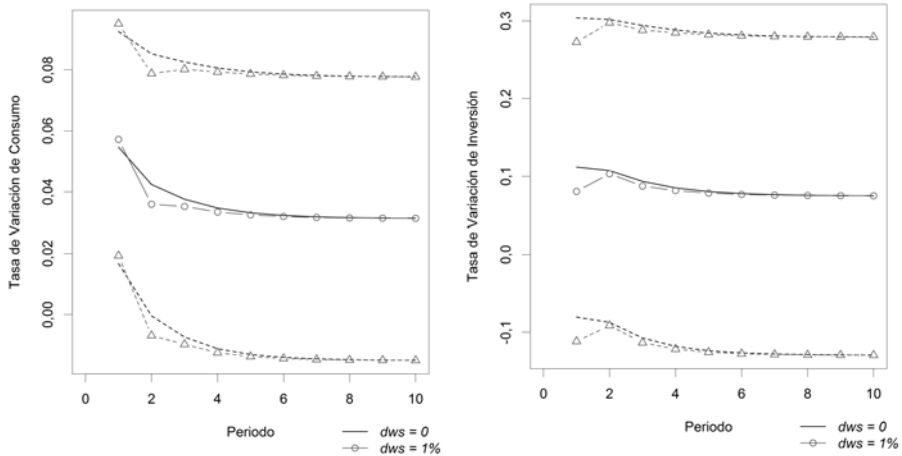 Tasa de Variación de Consumo
0,08
0,04
0,02
0,00
0 2 4 6 8 10
Periodo
dws = 0
dws = 1%
Tasa de Variación de Inversión
0,3
0,2
0,1
0,0
-0,1
0 2 4 6 8 10
Periodo
dws = 0
dws = 1%